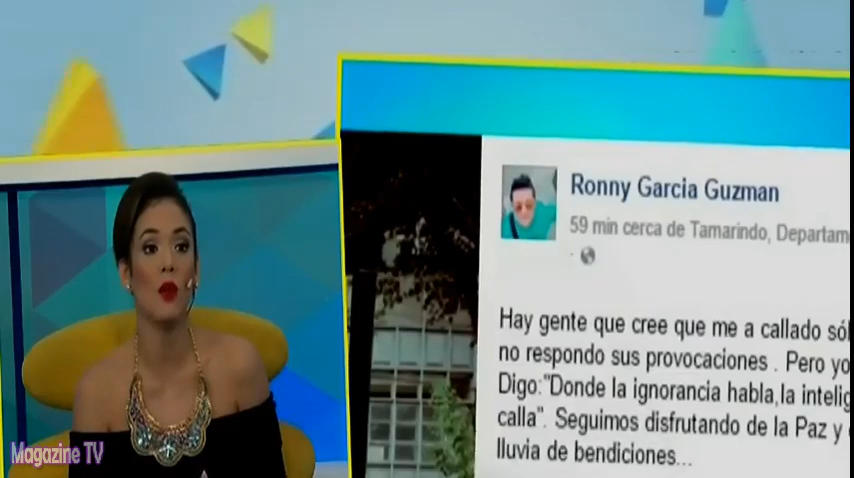 Ronny Garcia Guzman
59 min cerca de Tamarindo, Departam
Hay gente que cree que me a callado sól
no respondo sus provocaciones . Pero yo
Digo:"Donde la ignorancia habla,la intelig
calla". Seguimos disfrutando de la Paz y
lluvia de bendiciones...
Magazine TV